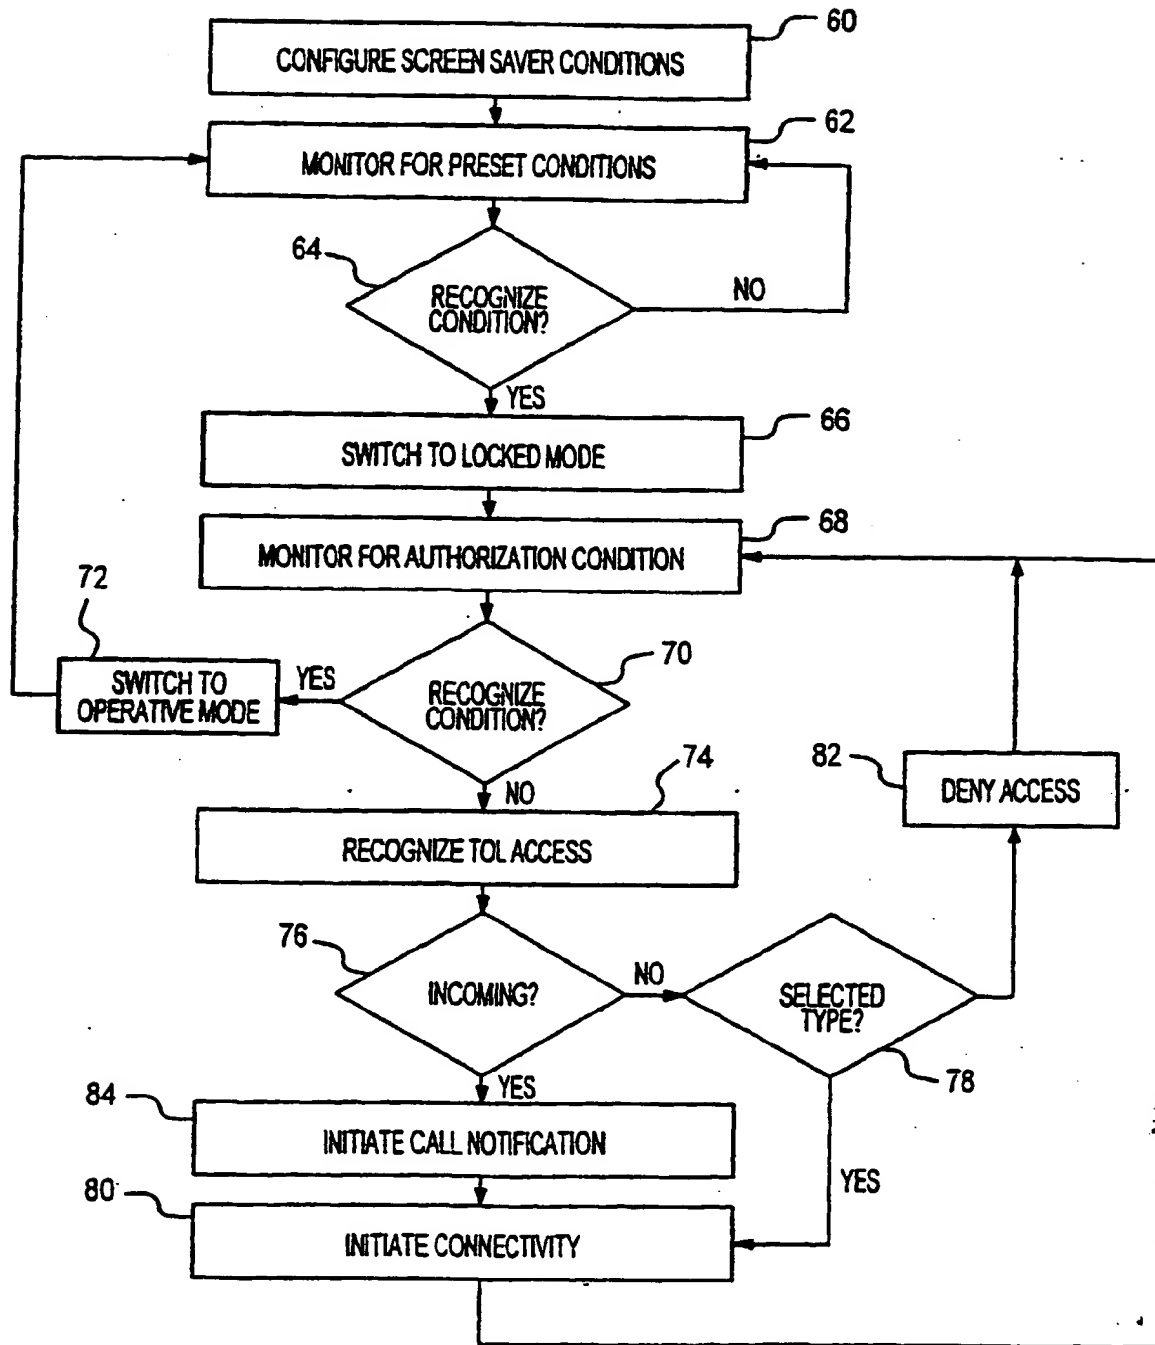 60
CONFIGURE SCREEN SAVER CONDITIONS
62
MONITOR FOR PRESET CONDITIONS
64
RECOGNIZE
CONDITION?
NO
YES
66
SWITCH TO LOCKED MODE
68
MONITOR FOR AUTHORIZATION CONDITION
72
SWITCH TO
OPERATIVE MODE
YES
70
RECOGNIZE
CONDITION?
NO
74
RECOGNIZE TOL ACCESS
82
DENY ACCESS
76
INCOMING?
NO
SELECTED
TYPE?
78
YES
84
INITIATE CALL NOTIFICATION
YES
80
INITIATE CONNECTIVITY